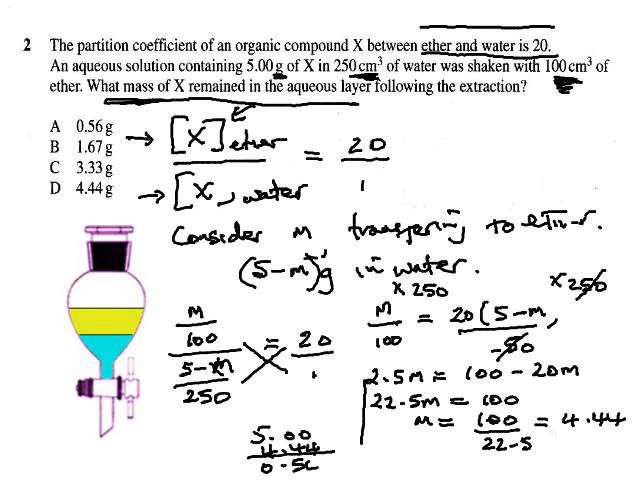 2 The partition coefficient of an organic compound X between ether and water is 20.
An aqueous solution containing 5.00 g of X in 250 cm³ of water was shaken with 100 cm³ of
ether. What mass of X remained in the aqueous layer following the extraction?
A 0.56 g
B 1.67 g
C 3.33 g
D 4.44 g
→ [X] ether = 20
→ [X] water 1
Consider M transferring to ether.
(5-m)g in water.
M/100 = 20
5-m/250 1
x 250 x 250
M/100 = 20(5-m)
2.5M = 100 - 20m
22.5m = 100
M = 100/22.5 = 4.44
5.00
4.44
0.56